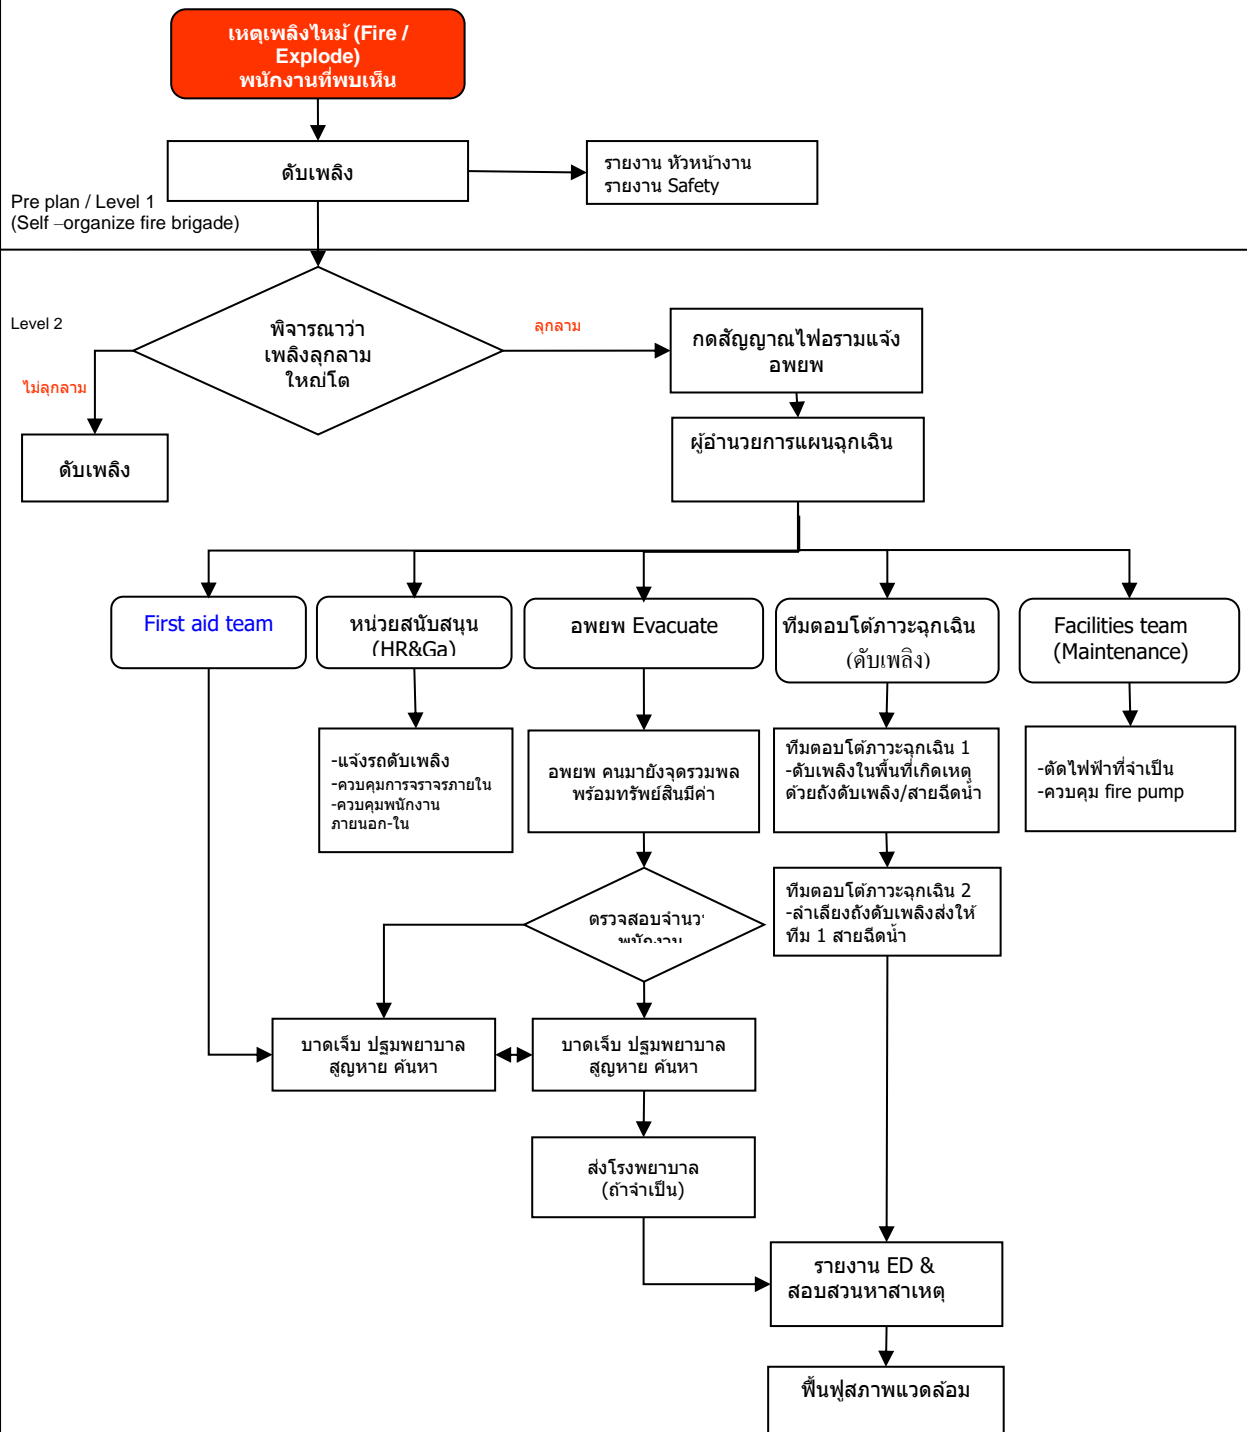 เหตุเพลิงไหม้ (Fire /
Explode)
พนักงานที่พบเห็น
ดับเพลิง
รายงาน หัวหน้างาน
รายงาน Safety
Pre plan / Level 1
(Self –organize fire brigade)
Level 2
พิจารณาว่า
เพลิงลุกลาม
ใหญ่โต
ลุกลาม
กดสัญญาณไฟอรามแจ้ง
อพยพ
ไม่ลุกลาม
ดับเพลิง
ผู้อำนวยการแผนฉุกเฉิน
First aid team
หน่วยสนับสนุน
(HR&Ga)
อพยพ Evacuate
ทีมตอบโต้ภาวะฉุกเฉิน
(ดับเพลิง)
Facilities team
(Maintenance)
-แจ้งรถดับเพลิง
-ควบคุมการจราจรภายใน
-ควบคุมพนักงาน
ภายนอก-ใน
อพยพ คนมายังจุดรวมพล
พร้อมทรัพย์สินมีค่า
ทีมตอบโต้ภาวะฉุกเฉิน 1
-ดับเพลิงในพื้นที่เกิดเหตุ
ด้วยถังดับเพลิง/สายฉีดน้ำ
-ตัดไฟฟ้าที่จำเป็น
-ควบคุม fire pump
ทีมตอบโต้ภาวะฉุกเฉิน 2
-ลำเลียงถังดับเพลิงส่งให้
ทีม 1 สายฉีดน้ำ
ตรวจสอบจำนว
พนักงาน
บาดเจ็บ ปฐมพยาบาล
สูญหาย ค้นหา
บาดเจ็บ ปฐมพยาบาล
สูญหาย ค้นหา
ส่งโรงพยาบาล
(ถ้าจำเป็น)
รายงาน ED &
สอบสวนหาสาเหตุ
ฟื้นฟูสภาพแวดล้อม